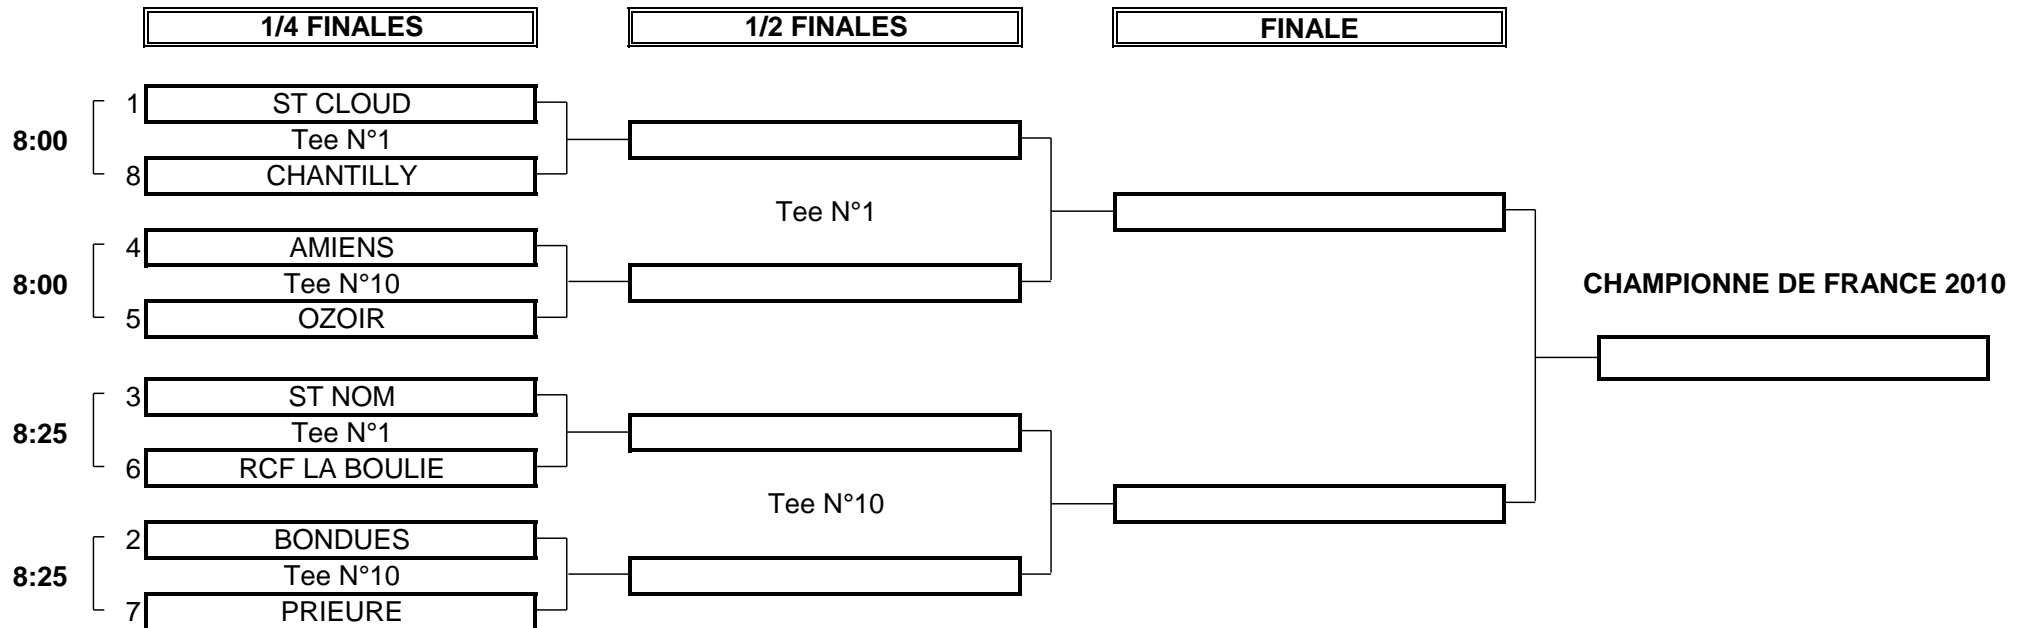 1/4 FINALES
1/2 FINALES
FINALE
1 ST CLOUD
8:00 Tee N°1
8 CHANTILLY
Tee N°1
4 AMIENS
8:00 Tee N°10
5 OZOIR
CHAMPIONNE DE FRANCE 2010
3 ST NOM
8:25 Tee N°1
6 RCF LA BOULIE
Tee N°10
2 BONDUES
8:25 Tee N°10
7 PRIEURE